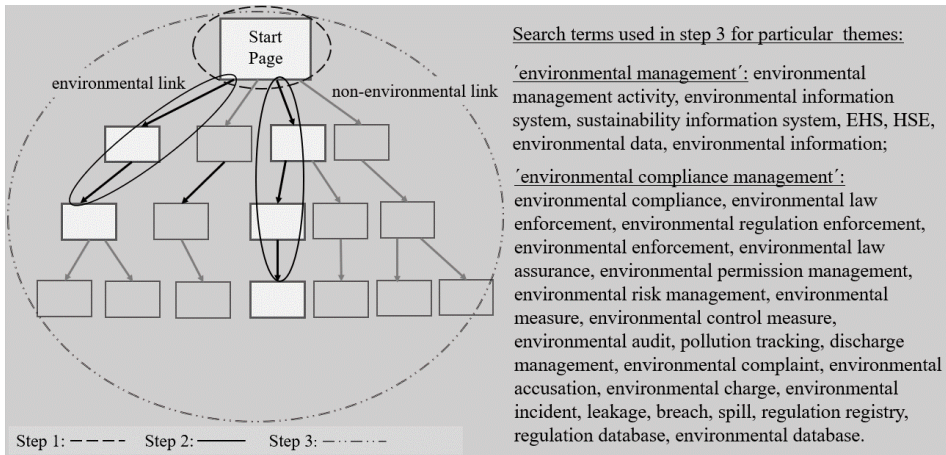 Start
Page
environmental link
non-environmental link
Step 1:
Step 2:
Step 3:
Search terms used in step 3 for particular themes:
´environmental management´: environmental
management activity, environmental information
system, sustainability information system, EHS, HSE,
environmental data, environmental information;
´environmental compliance management´:
environmental compliance, environmental law
enforcement, environmental regulation enforcement,
environmental enforcement, environmental law
assurance, environmental permission management,
environmental risk management, environmental
measure, environmental control measure,
environmental audit, pollution tracking, discharge
management, environmental complaint, environmental
accusation, environmental charge, environmental
incident, leakage, breach, spill, regulation registry,
regulation database, environmental database.